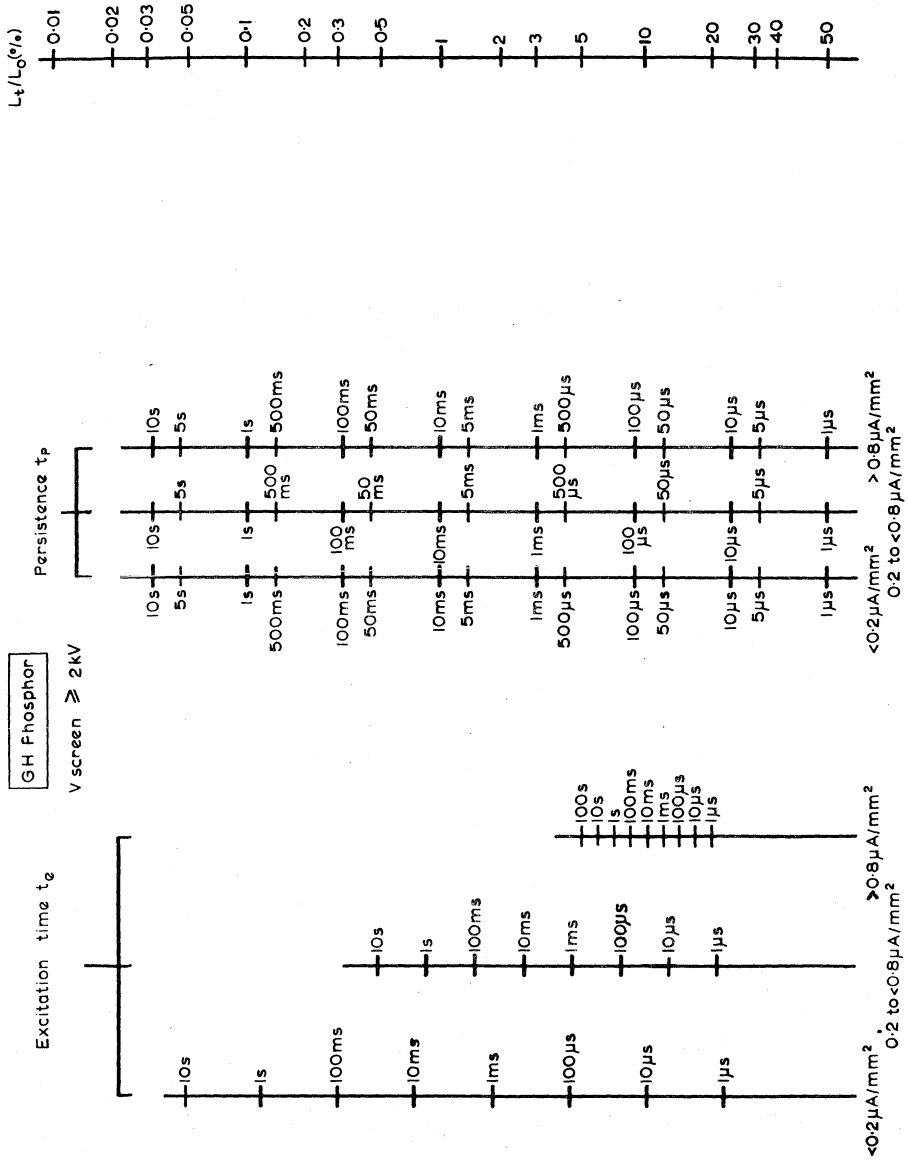 GH Fhosphor
V screen ≥ 2kV
Excitation time te
10s
1s
100ms
10ms
1ms
100µs
10µs
1µs
<0·2µA/mm²
10s
1s
100ms
10ms
1ms
100µs
10µs
1µs
0·2 to <0·8µA/mm²
100s
10s
1s
100ms
10ms
1ms
100µs
10µs
1µs
>0·8µA/mm²
Persistence tP
10s
5s
1s
500ms
100ms
50ms
10ms
5ms
1ms
500µs
100µs
50µs
10µs
5µs
1µs
<0·2µA/mm²
10s
5s
1s
500
ms
100
ms
50
ms
10ms
5ms
1ms
500
µs
100
µs
50µs
10µs
5µs
1µs
0·2 to <0·8µA/mm²
10s
5s
1s
500ms
100ms
50ms
10ms
5ms
1ms
500µs
100µs
50µs
10µs
5µs
1µs
>0·8µA/mm²
Lt/Lo(%)
0·01
0·02
0·03
0·05
0·1
0·2
0·3
0·5
1
2
3
5
10
20
30
40
50